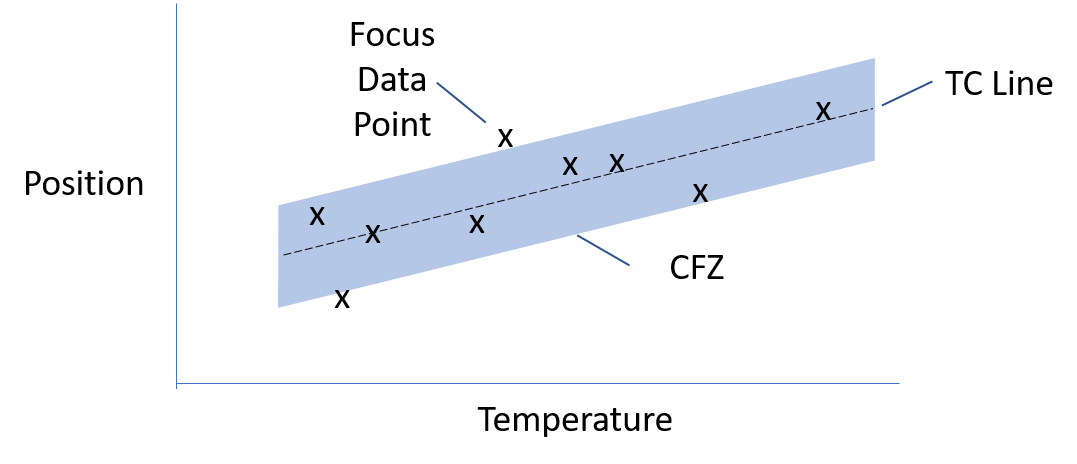 Focus
Data
Point
TC Line
Position
CFZ
Temperature
x
x
x
x
x
x
x
x
x